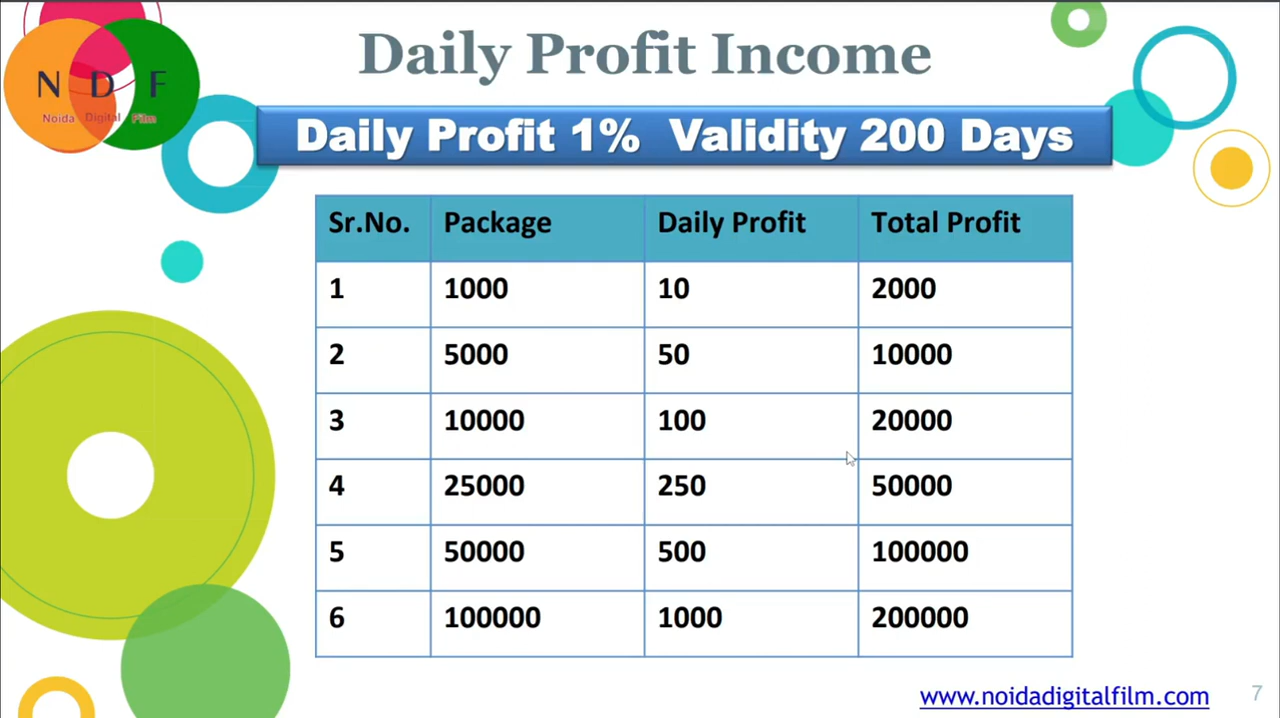 Daily Profit Income
N D F
Noida Digital Film
Daily Profit 1% Validity 200 Days
Sr.No. Package Daily Profit Total Profit
1 1000 10 2000
2 5000 50 10000
3 10000 100 20000
4 25000 250 50000
5 50000 500 100000
6 100000 1000 200000
www.noidadigitalfilm.com
7